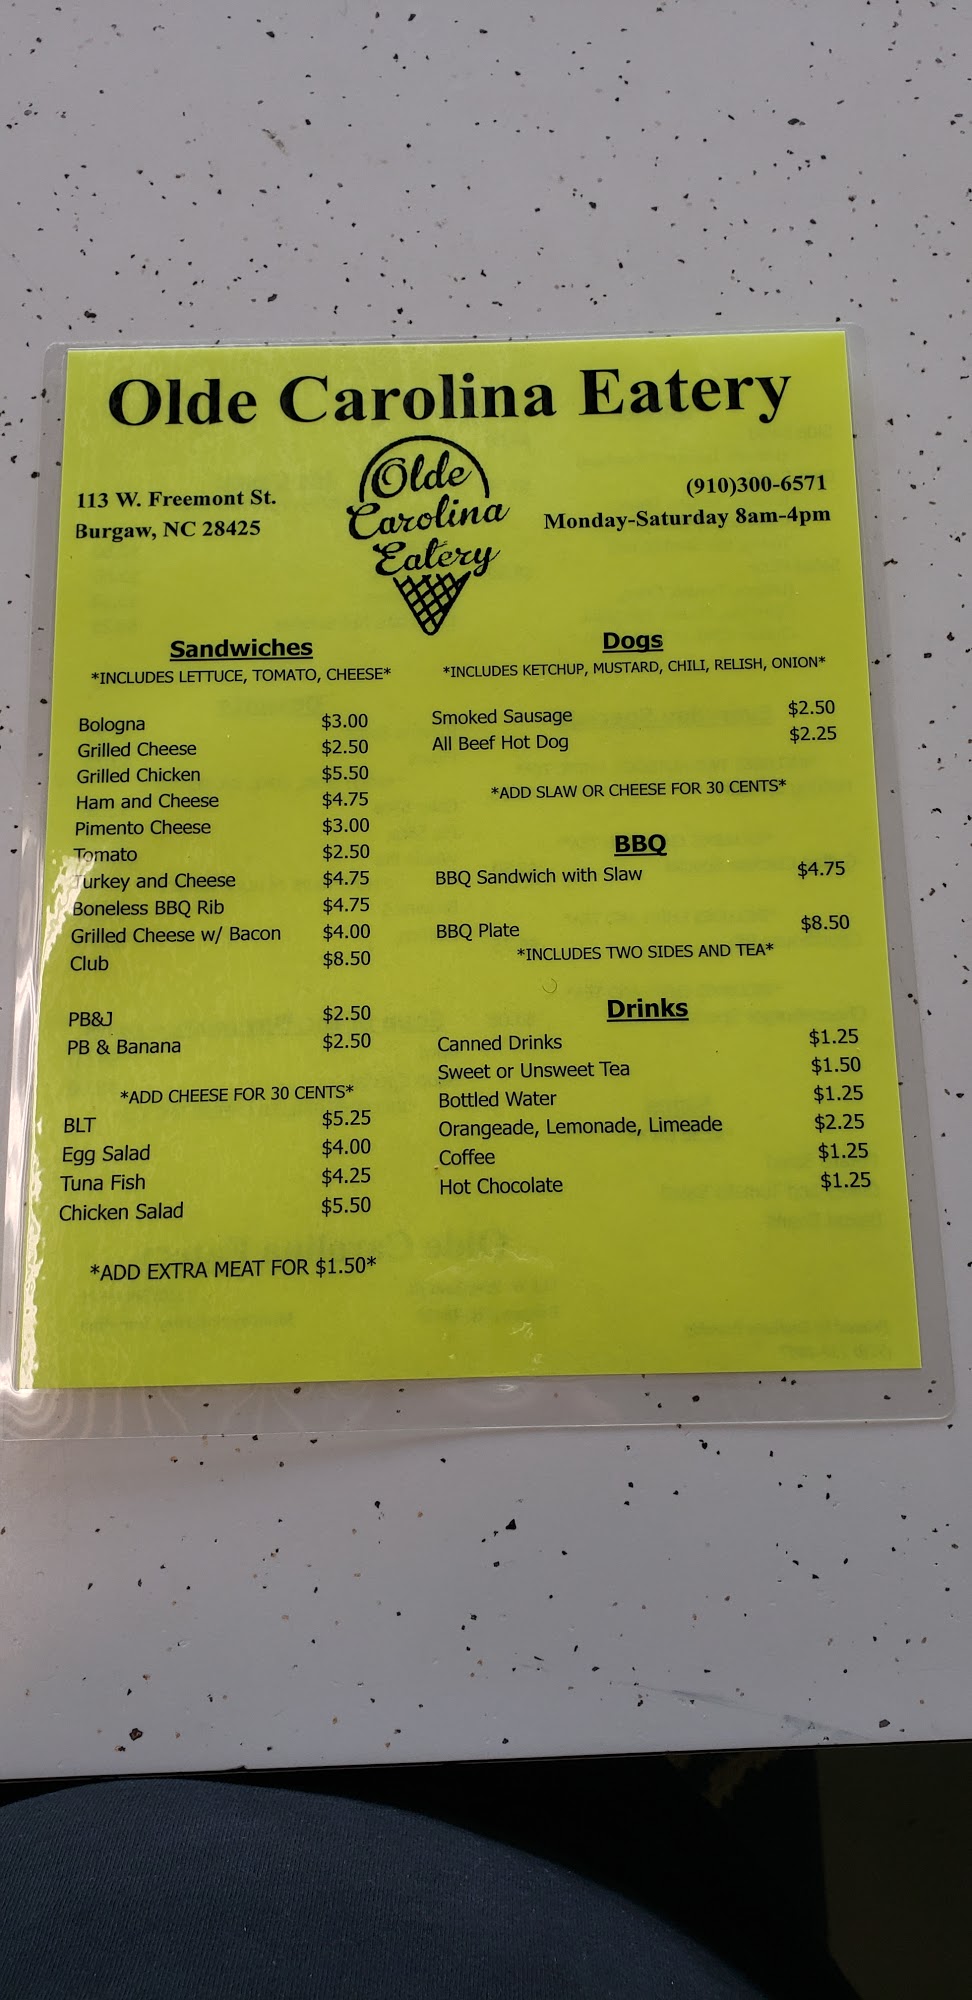 Olde Carolina Eatery
113 W. Freemont St.
Burgaw, NC 28425
Olde
Carolina
Eatery
(910)300-6571
Monday-Saturday 8am-4pm
Sandwiches
*INCLUDES LETTUCE, TOMATO, CHEESE*
Bologna $3.00
Grilled Cheese $2.50
Grilled Chicken $5.50
Ham and Cheese $4.75
Pimento Cheese $3.00
Tomato $2.50
Turkey and Cheese $4.75
Boneless BBQ Rib $4.75
Grilled Cheese w/ Bacon $4.00
Club $8.50
PB&J $2.50
PB & Banana $2.50
*ADD CHEESE FOR 30 CENTS*
BLT $5.25
Egg Salad $4.00
Tuna Fish $4.25
Chicken Salad $5.50
*ADD EXTRA MEAT FOR $1.50*
Dogs
*INCLUDES KETCHUP, MUSTARD, CHILI, RELISH, ONION*
Smoked Sausage $2.50
All Beef Hot Dog $2.25
*ADD SLAW OR CHEESE FOR 30 CENTS*
BBQ
BBQ Sandwich with Slaw $4.75
BBQ Plate $8.50
*INCLUDES TWO SIDES AND TEA*
Drinks
Canned Drinks $1.25
Sweet or Unsweet Tea $1.50
Bottled Water $1.25
Orangeade, Lemonade, Limeade $2.25
Coffee $1.25
Hot Chocolate $1.25